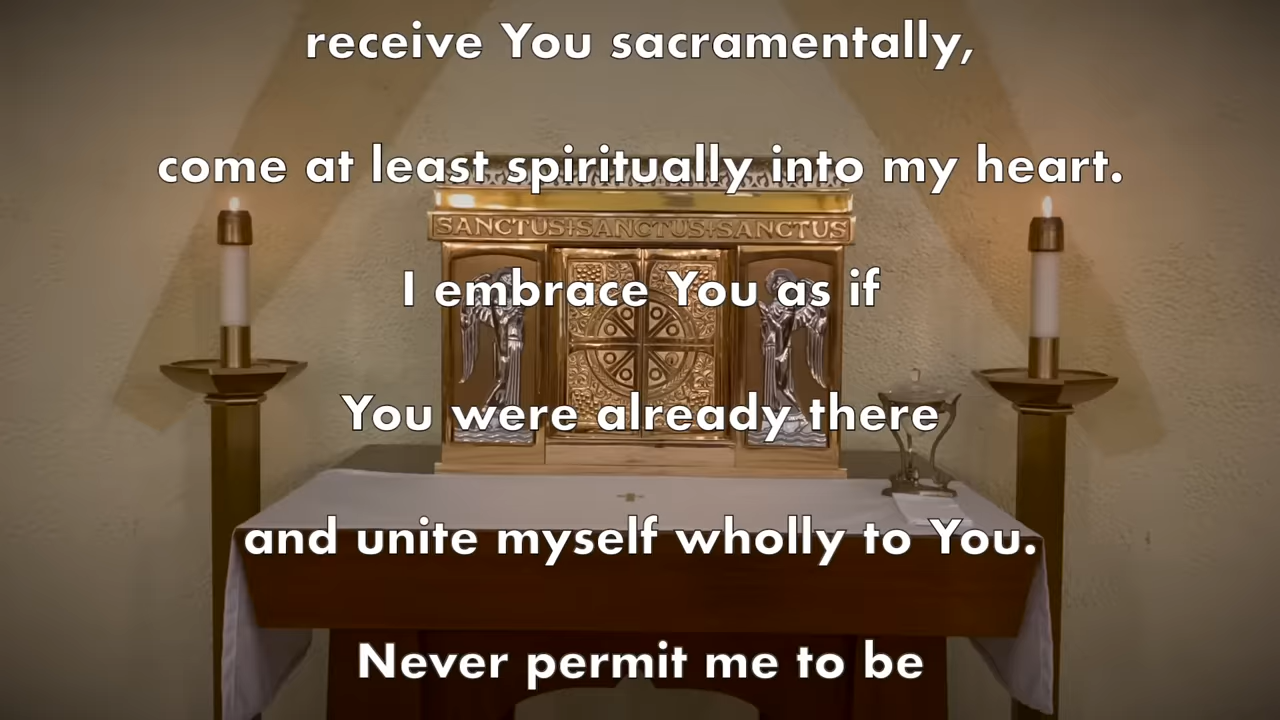 receive You sacramentally,
come at least spiritually into my heart.
SANCTUS+SANCTUS+SANCTUS
I embrace You as if
You were already there
and unite myself wholly to You.
Never permit me to be